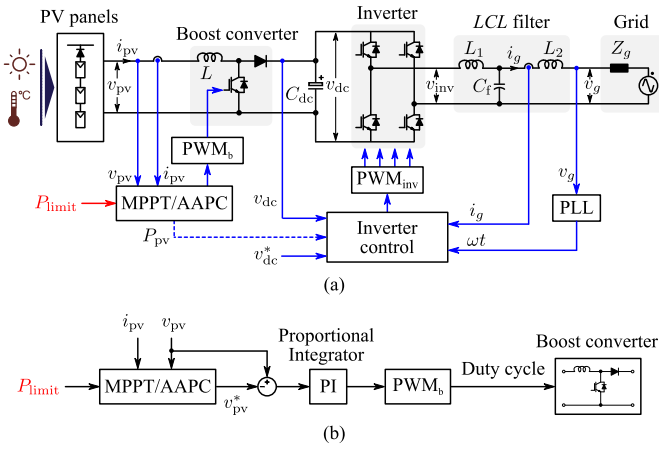 PV panels
i_pv
Boost converter
Inverter
LCL filter
Grid
L
L_1
i_g
L_2
Z_g
°C
v_pv
C_dc
+
v_dc
v_inv
C_f
v_g
PWM_b
PWM_inv
v_pv
i_pv
v_g
P_limit
MPPT/AAPC
v_dc
i_g
PLL
P_pv
Inverter
control
ωt
v_dc^*
(a)
i_pv
v_pv
Proportional
Integrator
Boost converter
P_limit
MPPT/AAPC
v_pv^*
PI
PWM_b
Duty cycle
(b)